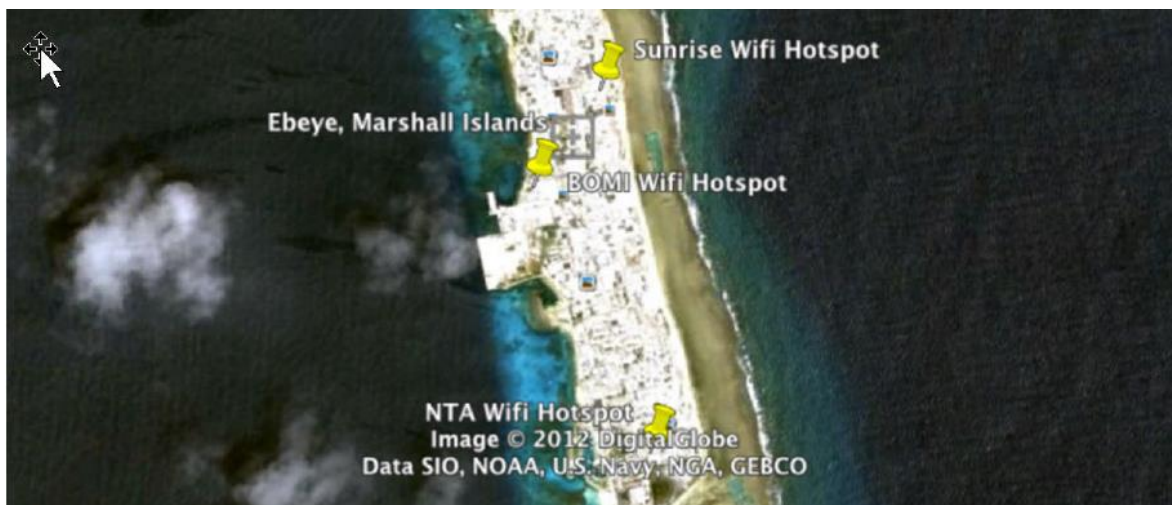 Sunrise Wifi Hotspot
Ebeye, Marshall Islands
BOMI Wifi Hotspot
NTA Wifi Hotspot
Image © 2012 DigitalGlobe
Data SIO, NOAA, U.S. Navy, NGA, GEBCO